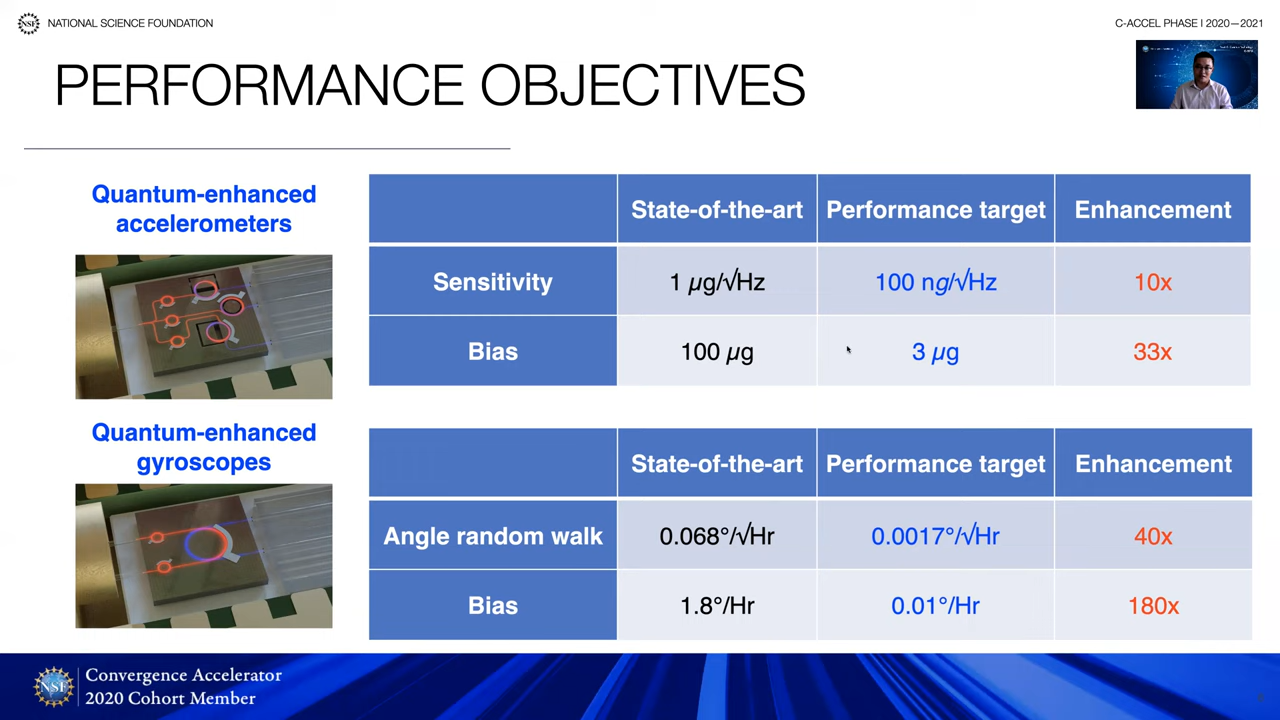 NATIONAL SCIENCE FOUNDATION
C-ACCEL PHASE I 2020—2021
PERFORMANCE OBJECTIVES
Quantum-enhanced
accelerometers
State-of-the-art Performance target Enhancement
Sensitivity 1 µg/√Hz 100 ng/√Hz 10x
Bias 100 µg 3 µg 33x
Quantum-enhanced
gyroscopes
State-of-the-art Performance target Enhancement
Angle random walk 0.068°/√Hr 0.0017°/√Hr 40x
Bias 1.8°/Hr 0.01°/Hr 180x
NSF
Convergence Accelerator
2020 Cohort Member